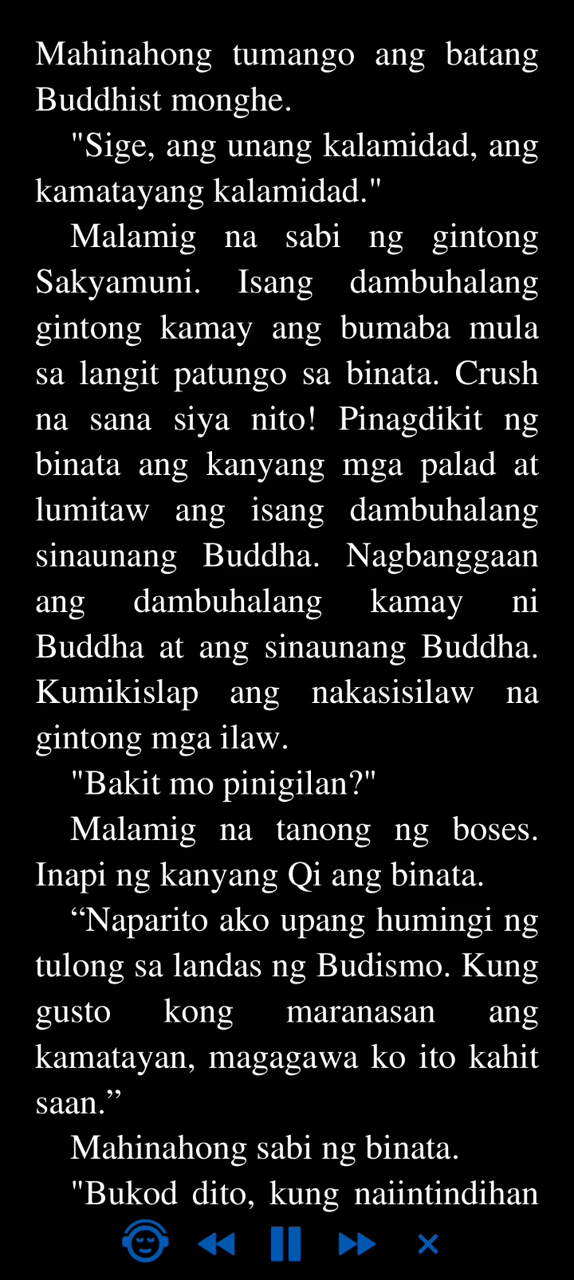 Mahinahong tumango ang batang
Buddhist monghe.
"Sige, ang unang kalamidad, ang
kamatayang kalamidad."
Malamig na sabi ng gintong
Sakyamuni. Isang dambuhalang
gintong kamay ang bumaba mula
sa langit patungo sa binata. Crush
na sana siya nito! Pinagdikit ng
binata ang kanyang mga palad at
lumitaw ang isang dambuhalang
sinaunang Buddha. Nagbanggaan
ang dambuhalang kamay ni
Buddha at ang sinaunang Buddha.
Kumikislap ang nakasisilaw na
gintong mga ilaw.
"Bakit mo pinigilan?"
Malamig na tanong ng boses.
Inapi ng kanyang Qi ang binata.
“Naparito ako upang humingi ng
tulong sa landas ng Budismo. Kung
gusto kong maranasan ang
kamatayan, magagawa ko ito kahit
saan.”
Mahinahong sabi ng binata.
"Bukod dito, kung naiintindihan